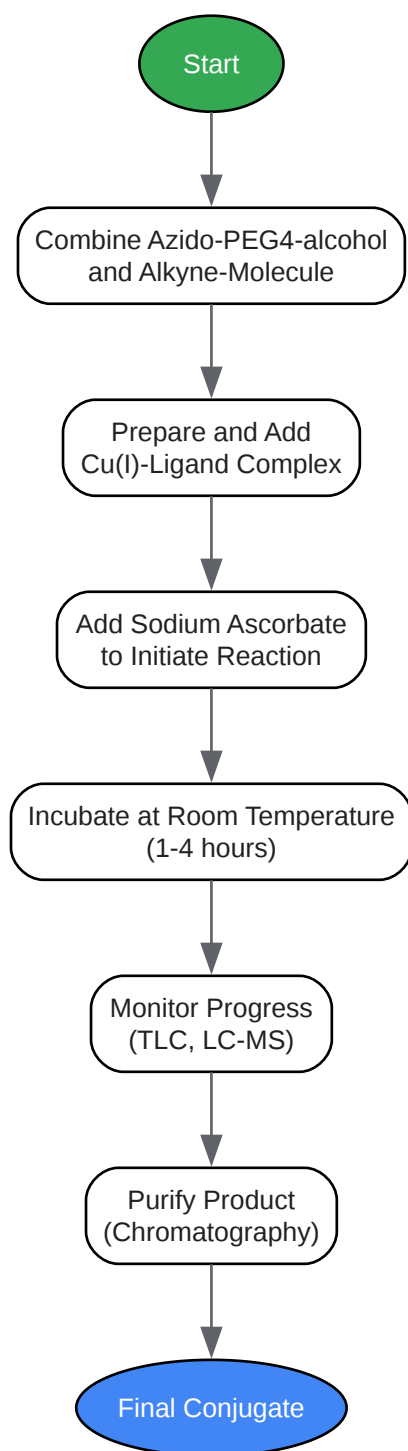 Start
Combine Azido-PEG4-alcohol
and Alkyne-Molecule
Prepare and Add
Cu(I)-Ligand Complex
Add Sodium Ascorbate
to Initiate Reaction
Incubate at Room Temperature
(1-4 hours)
Monitor Progress
(TLC, LC-MS)
Purify Product
(Chromatography)
Final Conjugate